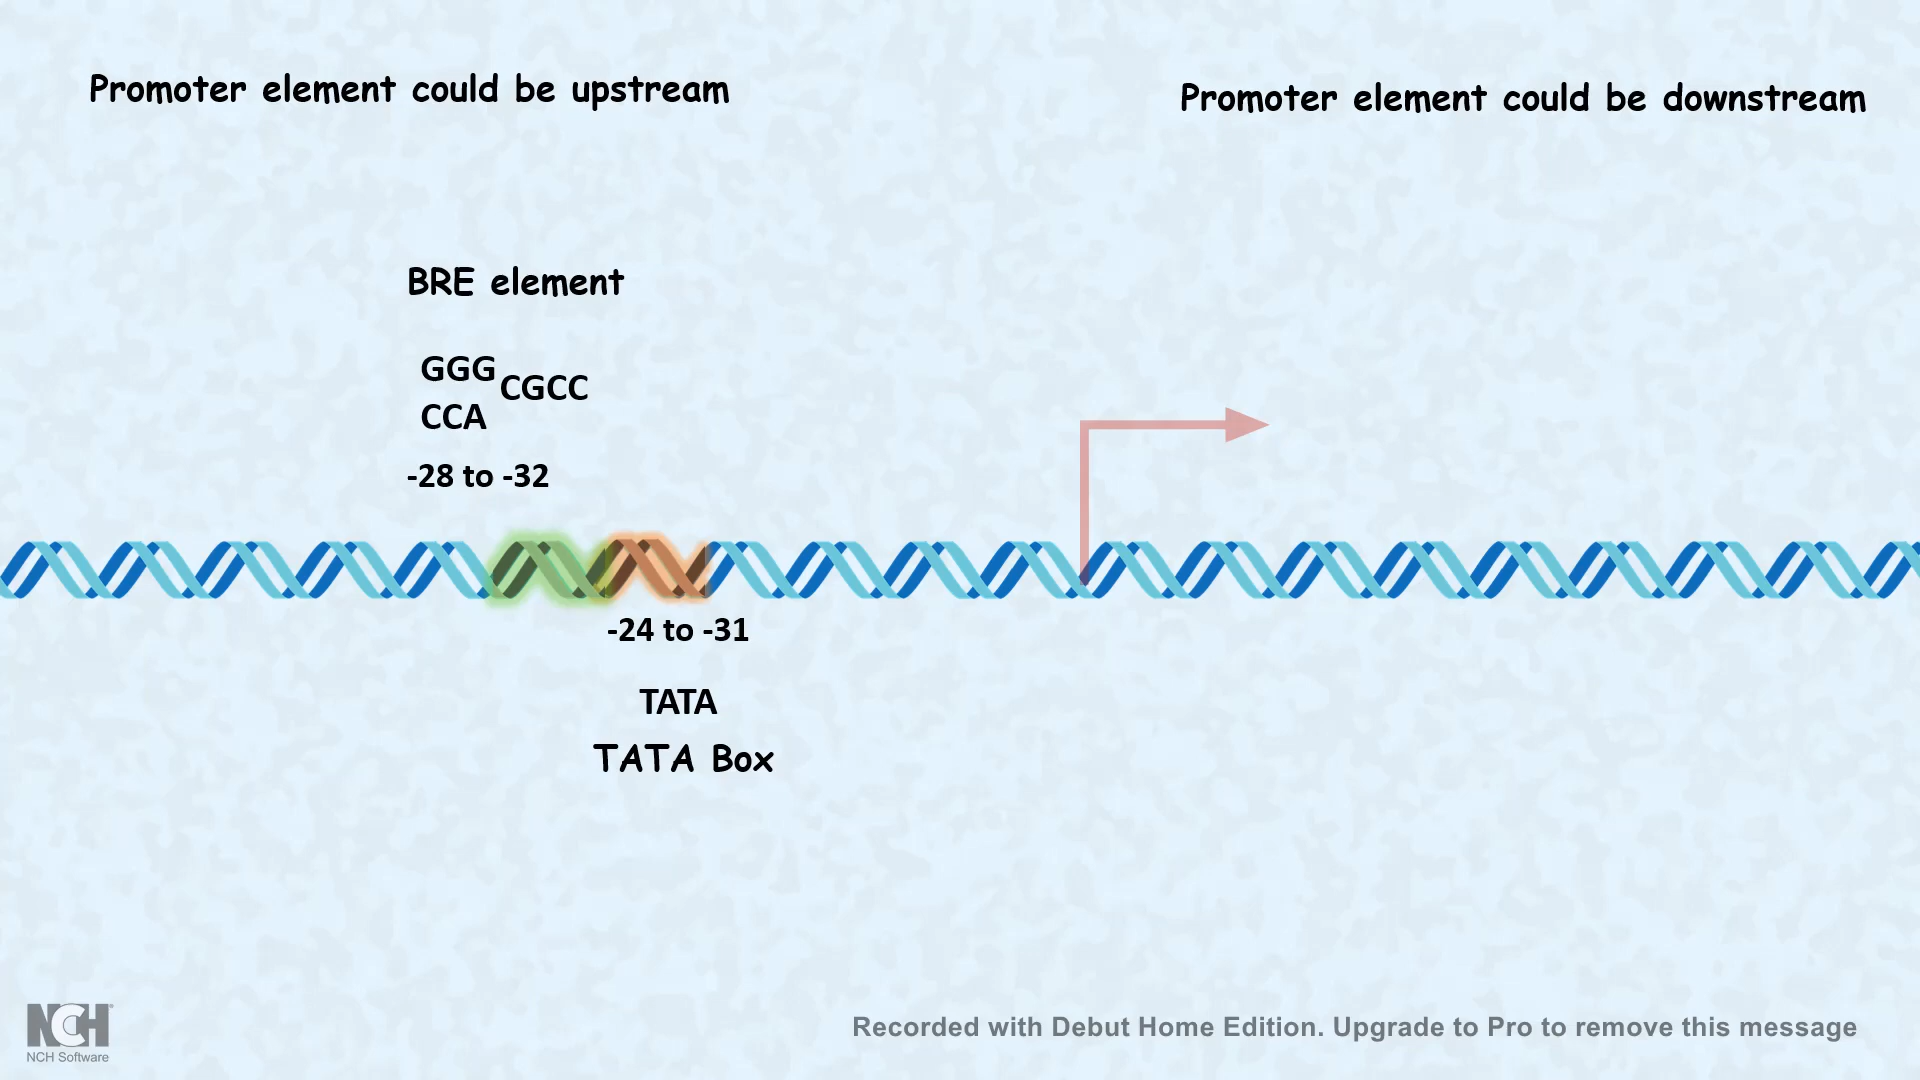 Promoter element could be upstream
Promoter element could be downstream
BRE element
GGG
CGCC
CCA
-28 to -32
-24 to -31
TATA
TATA Box
NCH
NCH Software
Recorded with Debut Home Edition. Upgrade to Pro to remove this message